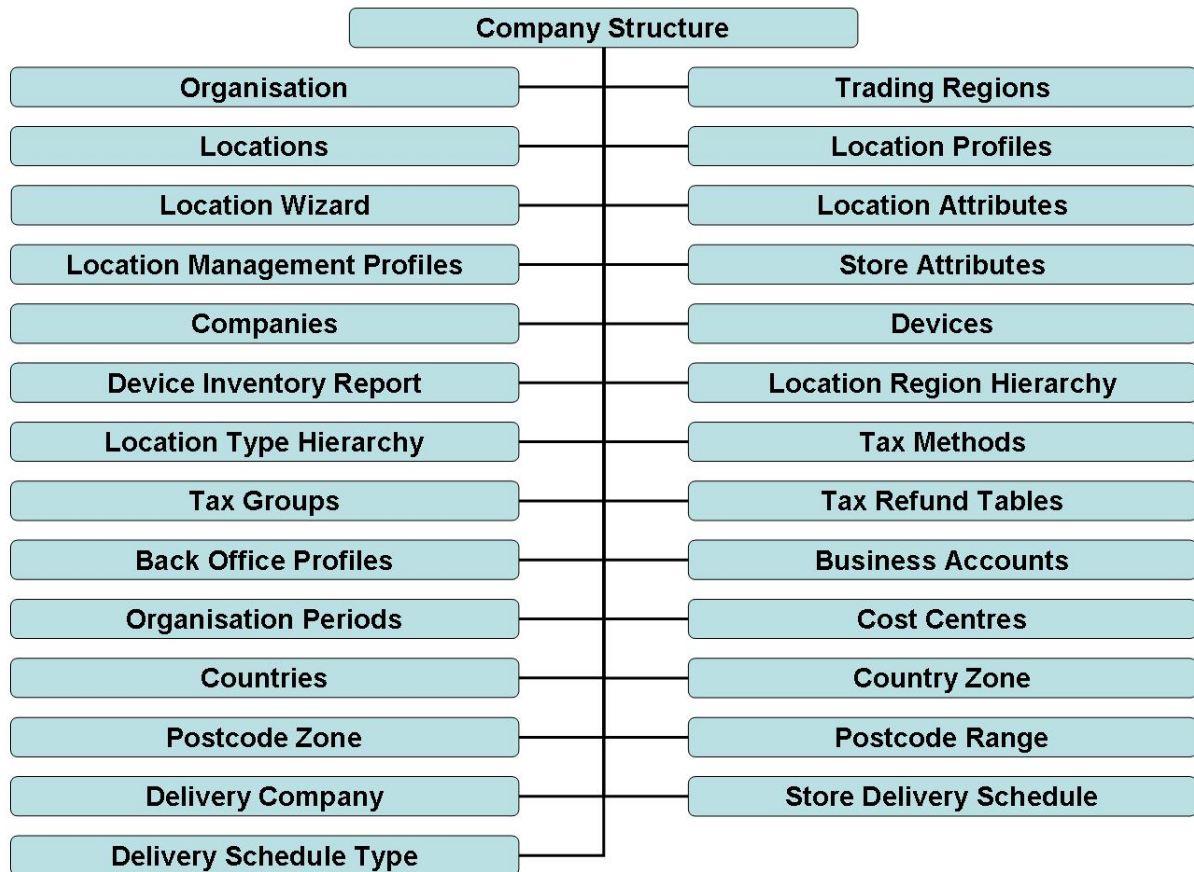 Company Structure
Organisation
Trading Regions
Locations
Location Profiles
Location Wizard
Location Attributes
Location Management Profiles
Store Attributes
Companies
Devices
Device Inventory Report
Location Region Hierarchy
Location Type Hierarchy
Tax Methods
Tax Groups
Tax Refund Tables
Back Office Profiles
Business Accounts
Organisation Periods
Cost Centres
Countries
Country Zone
Postcode Zone
Postcode Range
Delivery Company
Store Delivery Schedule
Delivery Schedule Type